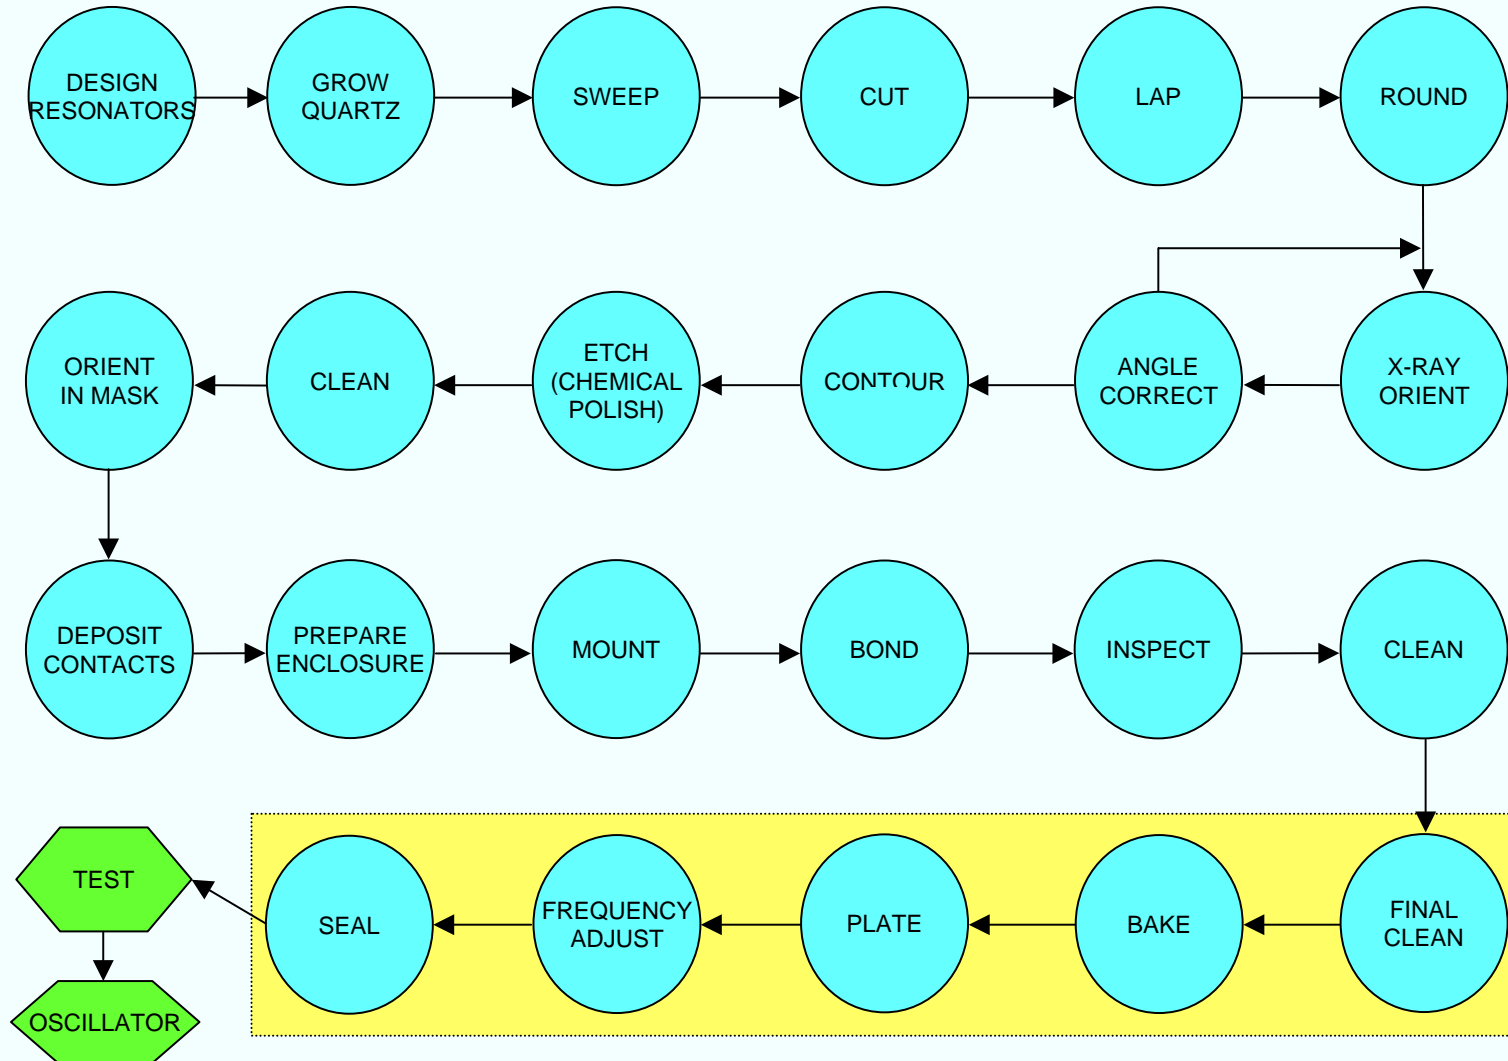 DESIGN
RESONATORS
GROW
QUARTZ
SWEEP
CUT
LAP
ROUND
ORIENT
IN MASK
CLEAN
ETCH
(CHEMICAL
POLISH)
CONTOUR
ANGLE
CORRECT
X-RAY
ORIENT
DEPOSIT
CONTACTS
PREPARE
ENCLOSURE
MOUNT
BOND
INSPECT
CLEAN
TEST
SEAL
FREQUENCY
ADJUST
PLATE
BAKE
FINAL
CLEAN
OSCILLATOR